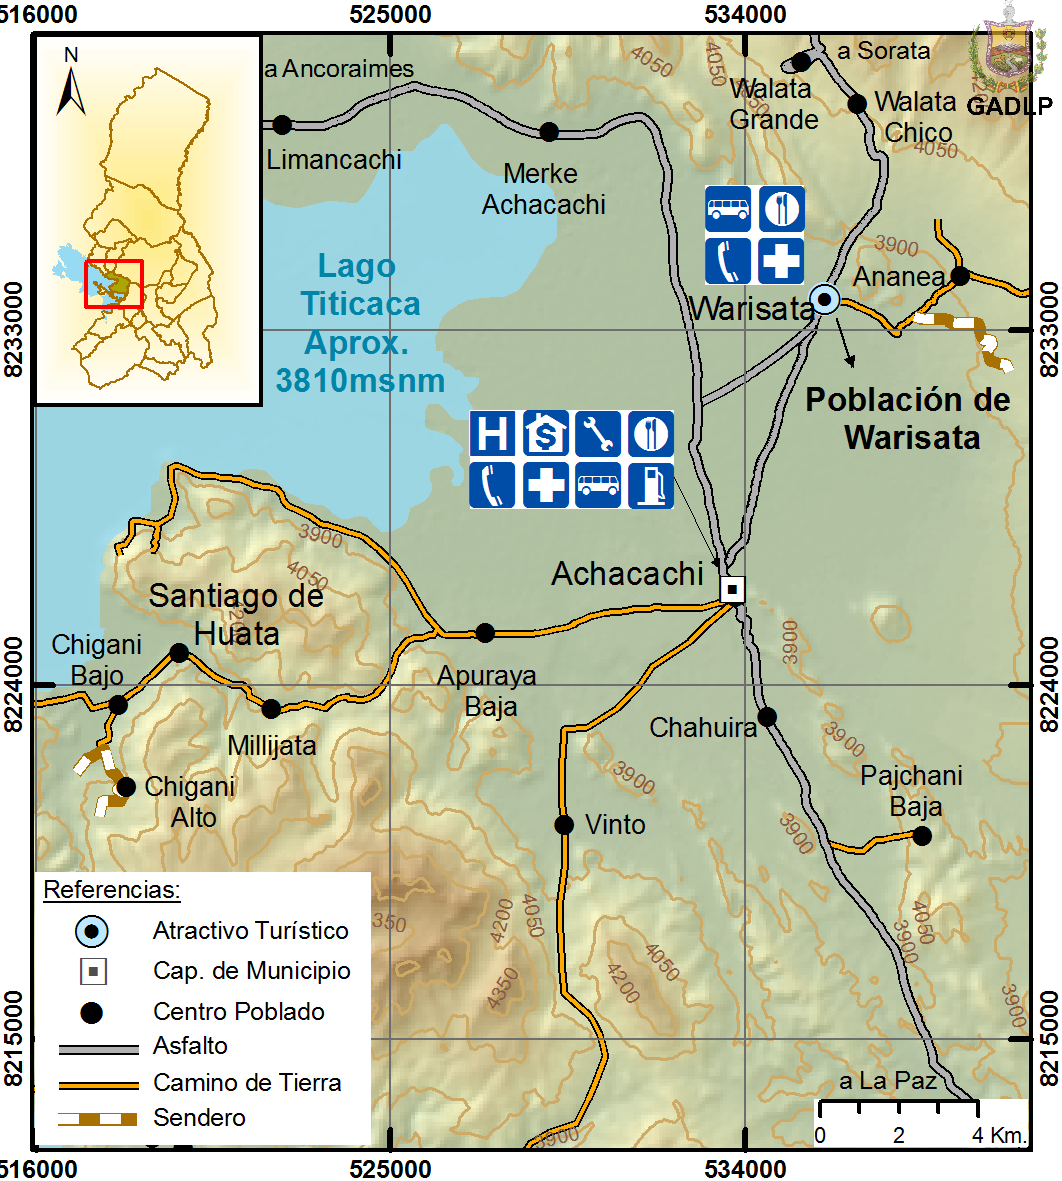 516000
525000
534000
N
a Ancoraimes
a Sorata
GADLP
Walata
Grande
Walata
Chico
Limancachi
Merke
Achacachi
4050
4050
4050
3900
Ananea
Lago
Titicaca
Aprox.
3810msnm
Warisata
8233000
8233000
Población de
Warisata
H
$
3900
4050
Achacachi
Santiago de
Huata
Chigani
Bajo
Apuraya
Baja
3900
8224000
8224000
Millijata
Chahuira
3900
Chigani
Alto
3900
Pajchani
Baja
Vinto
3900
Referencias:
Atractivo Turístico
Cap. de Municipio
Centro Poblado
Asfalto
Camino de Tierra
Sendero
350
4200
4050
4350
4050
4200
4050
3900
3900
8215000
8215000
a La Paz
0 2 4 Km.
3900
516000
525000
534000